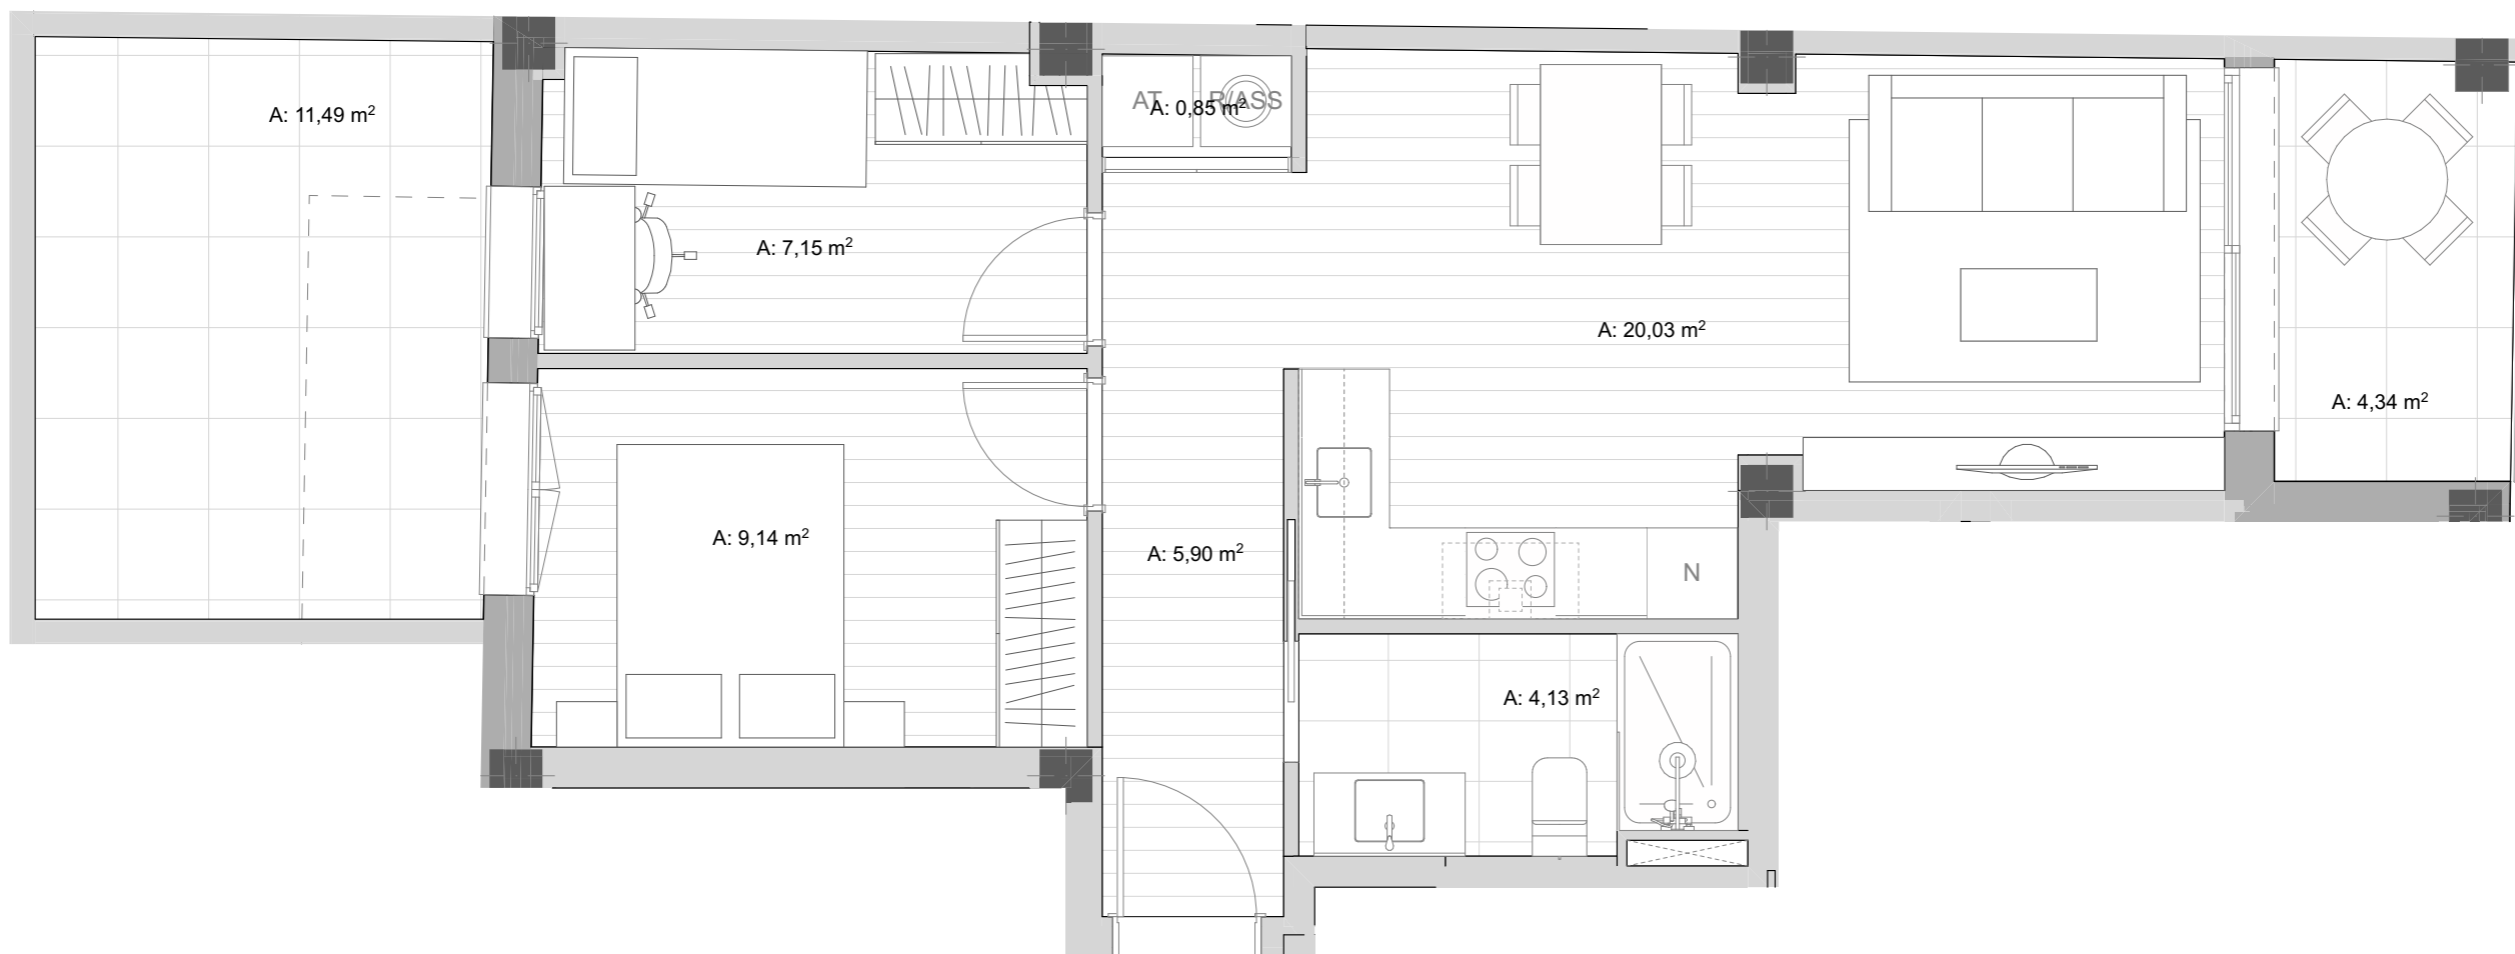 A: 11,49 m²
AT
R/ASS
A: 0,85 m²
A: 7,15 m²
A: 20,03 m²
A: 4,34 m²
A: 9,14 m²
A: 5,90 m²
N
A: 4,13 m²